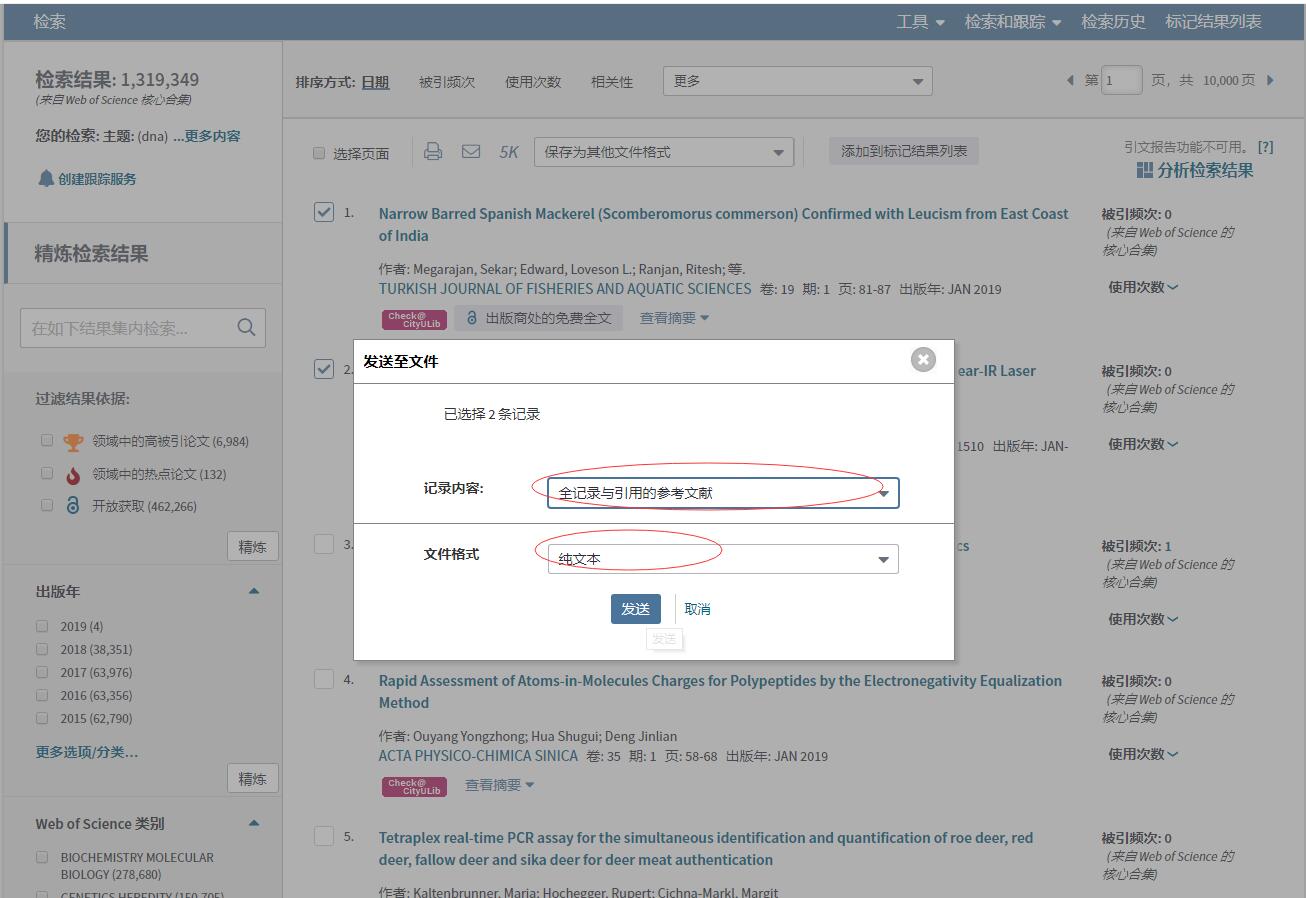 检索
工具 检索和跟踪 检索历史 标记结果列表
检索结果: 1,319,349
(来自 Web of Science 核心合集)
您的检索: 主题: (dna) ...更多内容
创建跟踪服务
精炼检索结果
在如下结果集内检索...
过滤结果依据:
领域中的高被引论文 (6,984)
领域中的热点论文 (132)
开放获取 (462,266)
精炼
出版年
2019 (4)
2018 (38,351)
2017 (63,976)
2016 (63,356)
2015 (62,790)
更多选项/分类...
精炼
Web of Science 类别
BIOCHEMISTRY MOLECULAR
BIOLOGY (278,680)
GENETICS HEREDITY (150,705)
排序方式: 日期 被引频次 使用次数 相关性 更多
第 1 页，共 10,000 页
选择页面 5K 保存为其他文件格式 添加到标记结果列表
引文报告功能不可用。 [?]
分析检索结果
1. Narrow Barred Spanish Mackerel (Scomberomorus commerson) Confirmed with Leucism from East Coast
of India
作者: Megarajan, Sekar; Edward, Loveson L.; Ranjan, Ritesh; 等.
TURKISH JOURNAL OF FISHERIES AND AQUATIC SCIENCES 卷: 19 期: 1 页: 81-87 出版年: JAN 2019
Check@
CityULib
出版商处的免费全文 查看摘要
被引频次: 0
(来自 Web of Science 的
核心合集)
使用次数
2. ear-IR Laser
1510 出版年: JAN-
被引频次: 0
(来自 Web of Science 的
核心合集)
使用次数
发送至文件
已选择 2 条记录
记录内容: 全记录与引用的参考文献
文件格式 纯文本
发送 取消
发送
3. cs
被引频次: 1
(来自 Web of Science 的
核心合集)
使用次数
4. Rapid Assessment of Atoms-in-Molecules Charges for Polypeptides by the Electronegativity Equalization
Method
作者: Ouyang Yongzhong; Hua Shugui; Deng Jinlian
ACTA PHYSICO-CHIMICA SINICA 卷: 35 期: 1 页: 58-68 出版年: JAN 2019
Check@
CityULib
查看摘要
被引频次: 0
(来自 Web of Science 的
核心合集)
使用次数
5. Tetraplex real-time PCR assay for the simultaneous identification and quantification of roe deer, red
deer, fallow deer and sika deer for deer meat authentication
作者: Kaltenbrunner, Maria; Hochegger, Rupert; Cichna-Markl, Margit
被引频次: 0
(来自 Web of Science 的
核心合集)